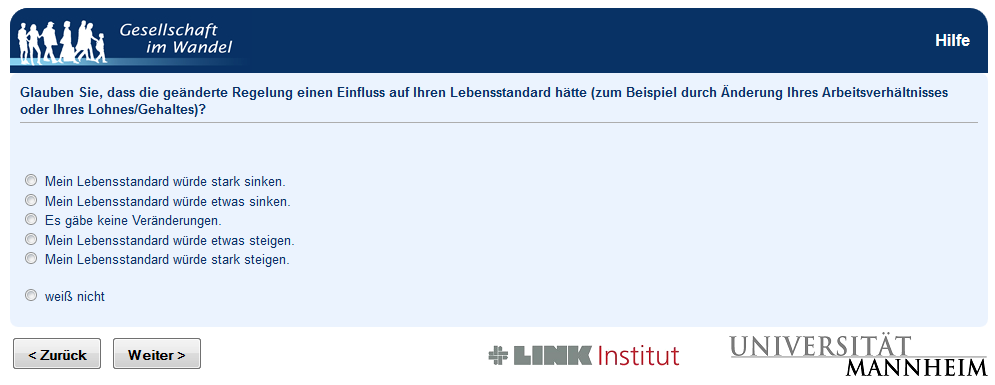 Gesellschaft
im Wandel
Hilfe
Glauben Sie, dass die geänderte Regelung einen Einfluss auf Ihren Lebensstandard hätte (zum Beispiel durch Änderung Ihres Arbeitsverhältnisses
oder Ihres Lohnes/Gehaltes)?
Mein Lebensstandard würde stark sinken.
Mein Lebensstandard würde etwas sinken.
Es gäbe keine Veränderungen.
Mein Lebensstandard würde etwas steigen.
Mein Lebensstandard würde stark steigen.
weiß nicht
< Zurück
Weiter >
LINK Institut
UNIVERSITÄT
MANNHEIM